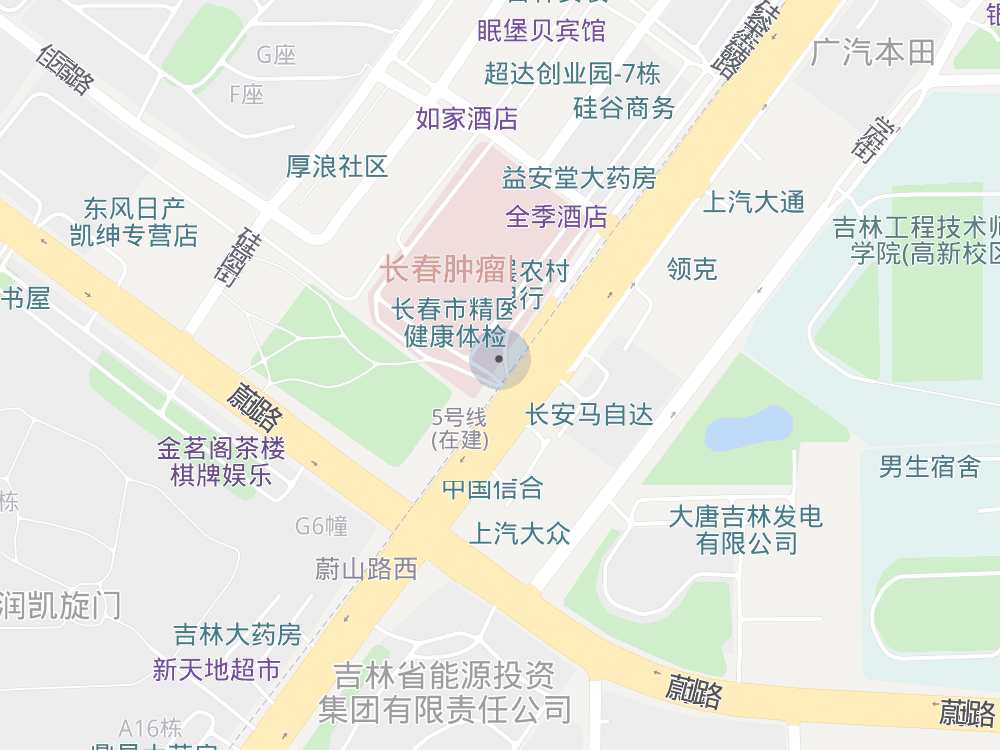 眠堡贝宾馆
G座
广汽本田
超达创业园-7栋
F座
硅谷商务
如家酒店
学府街
厚浪社区
益安堂大药房
上汽大通
东风日产
凯绅专营店
全季酒店
吉林工程技术师
学院(高新校区
硅谷街
长春肿瘤
农村
行
领克
书屋
长春市精医
健康体检
蔚山路
5号线
(在建)
长安马自达
金茗阁茶楼
棋牌娱乐
男生宿舍
栋
中国信合
G6幢
大唐吉林发电
有限公司
上汽大众
蔚山路西
润凯旋门
吉林大药房
新天地超市
吉林省能源投资
集团有限责任公司
蔚山路
蔚山路
A16栋